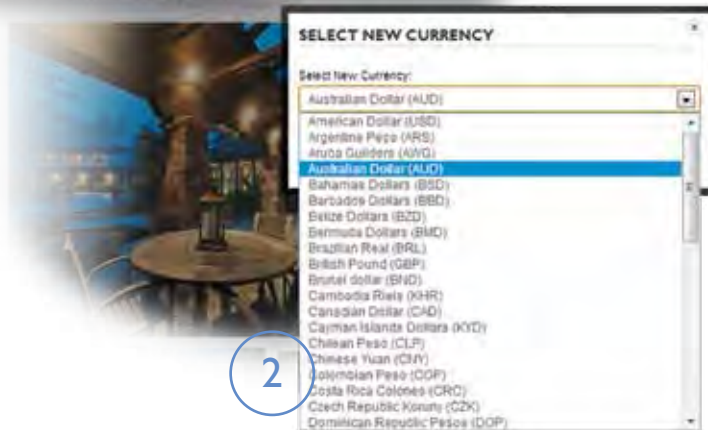 SELECT NEW CURRENCY
x
Select New Currency:
Australian Dollar (AUD)
American Dollar (USD)
Argentine Peso (ARS)
Aruba Guilders (AWG)
Australian Dollar (AUD)
Bahamas Dollars (BSD)
Barbados Dollars (BBD)
Belize Dollars (BZD)
Bermuda Dollars (BMD)
Brazilian Real (BRL)
British Pound (GBP)
Brunei dollar (BND)
Cambodia Riels (KHR)
Canadian Dollar (CAD)
Cayman Islands Dollars (KYD)
Chilean Peso (CLP)
Chinese Yuan (CNY)
2
Colombian Peso (COP)
Costa Rica Colones (CRC)
Czech Republic Koruny (CZK)
Dominican Republic Pesos (DOP)